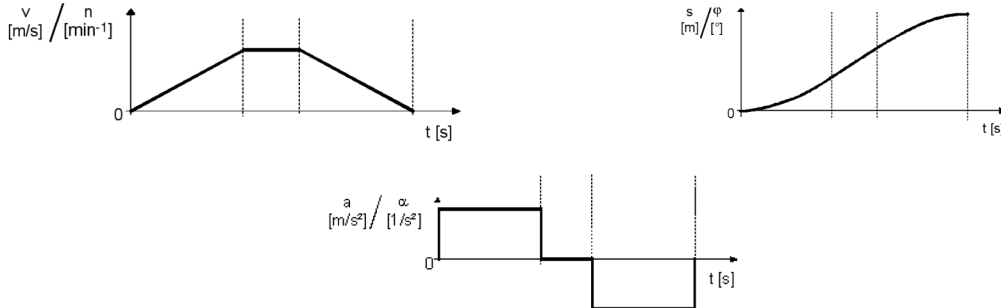 v / n
[m/s] [min-1]
0
t [s]
s / φ
[m] [°]
0
t [s]
a / α
[m/s²] [1/s²]
0
t [s]